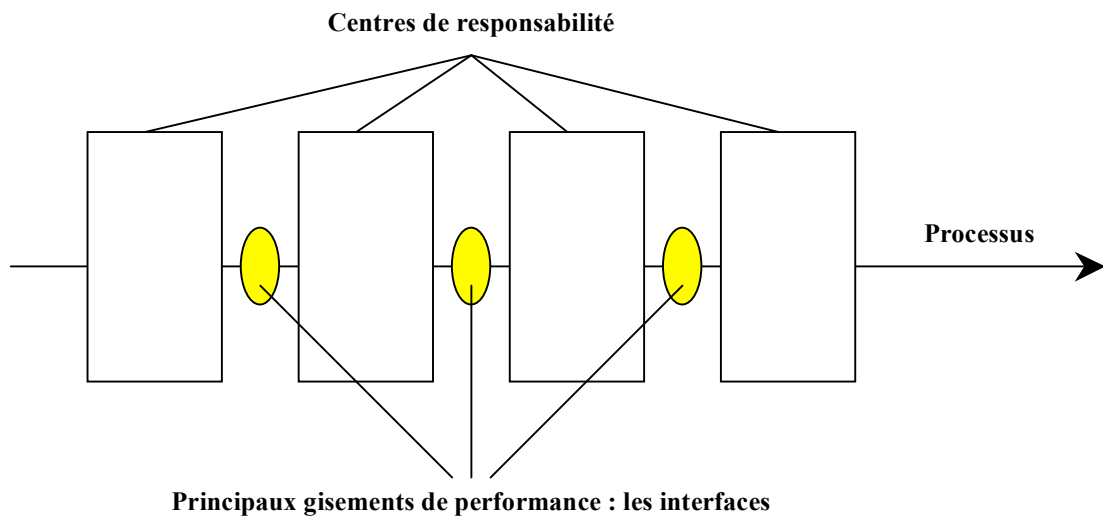 Centres de responsabilité
Processus
Principaux gisements de performance : les interfaces